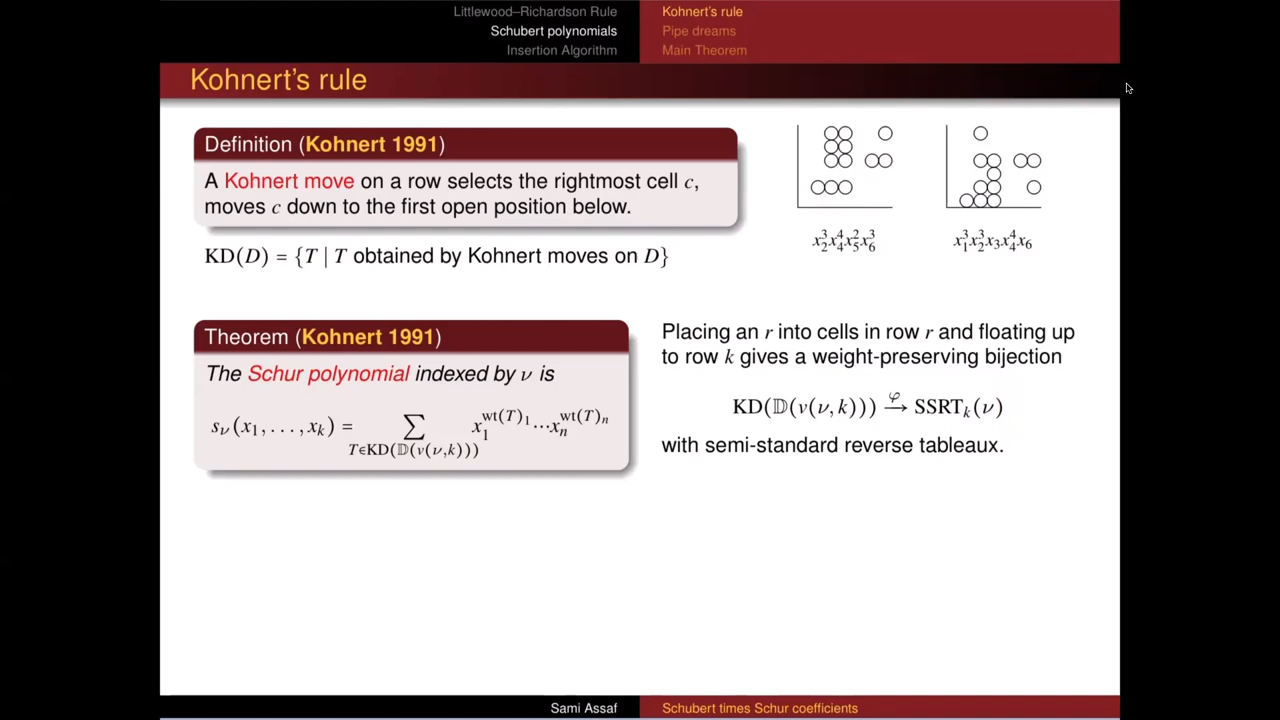 Littlewood–Richardson Rule
Schubert polynomials
Insertion Algorithm
Kohnert's rule
Pipe dreams
Main Theorem
Kohnert's rule
Definition (Kohnert 1991)
A Kohnert move on a row selects the rightmost cell c,
moves c down to the first open position below.
KD(D) = {T | T obtained by Kohnert moves on D}
x_2^3x_4^4x_5^2x_6^3
x_1^3x_2^3x_3x_4^4x_6
Theorem (Kohnert 1991)
The Schur polynomial indexed by ν is
s_ν(x_1, . . . , x_k) = ∑_{T∈KD(𝔻(v(ν,k)))} x_1^{wt(T)_1}···x_n^{wt(T)_n}
Placing an r into cells in row r and floating up
to row k gives a weight-preserving bijection
KD(𝔻(v(ν, k))) –φ→ SSRT_k(ν)
with semi-standard reverse tableaux.
Sami Assaf
Schubert times Schur coefficients